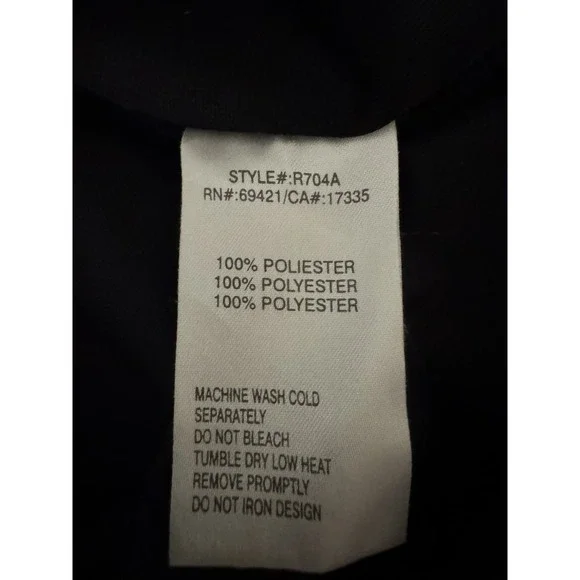 STYLE#:R704A
RN#:69421/CA#:17335
100% POLIESTER
100% POLYESTER
100% POLYESTER
MACHINE WASH COLD
SEPARATELY
DO NOT BLEACH
TUMBLE DRY LOW HEAT
REMOVE PROMPTLY
DO NOT IRON DESIGN